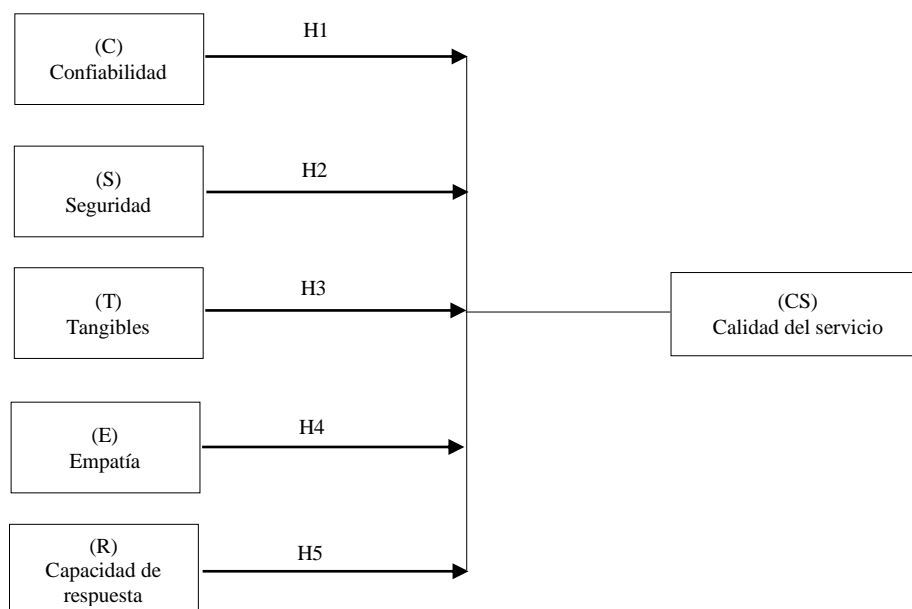 H1
(C)
Confiabilidad
H2
(S)
Seguridad
H3
(T)
Tangibles
(CS)
Calidad del servicio
H4
(E)
Empatía
H5
(R)
Capacidad de
respuesta